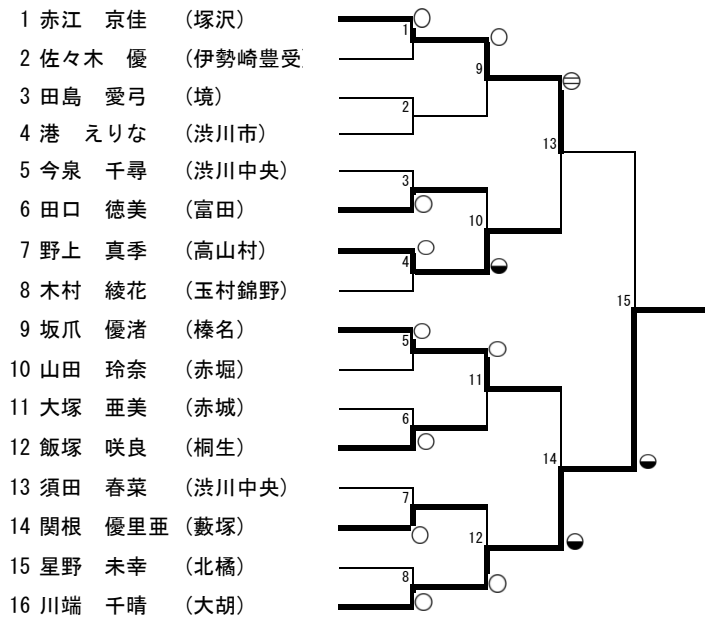 1 赤江　京佳　（塚沢）
2 佐々木　優　（伊勢崎豊受
3 田島　愛弓　（境）
4 港　えりな　（渋川市）
5 今泉　千尋　（渋川中央）
6 田口　徳美　（富田）
7 野上　真季　（高山村）
8 木村　綾花　（玉村錦野）
9 坂爪　優渚　（榛名）
10 山田　玲奈　（赤堀）
11 大塚　亜美　（赤城）
12 飯塚　咲良　（桐生）
13 須田　春菜　（渋川中央）
14 関根　優里亜　（藪塚）
15 星野　未幸　（北橘）
16 川端　千晴　（大胡）
1
2
3
4
5
6
7
8
9
10
11
12
13
14
15